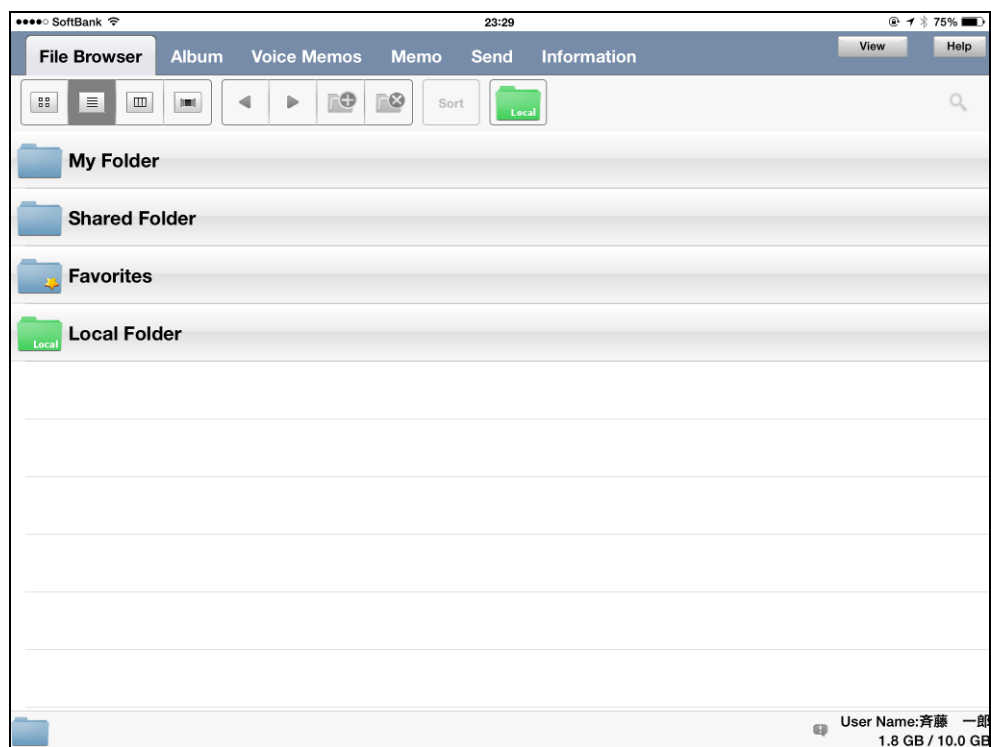 SoftBank 23:29 75%
File Browser Album Voice Memos Memo Send Information View Help
Sort Local
My Folder
Shared Folder
Favorites
Local Folder
Local
User Name:斉藤　一郎
1.8 GB / 10.0 GB